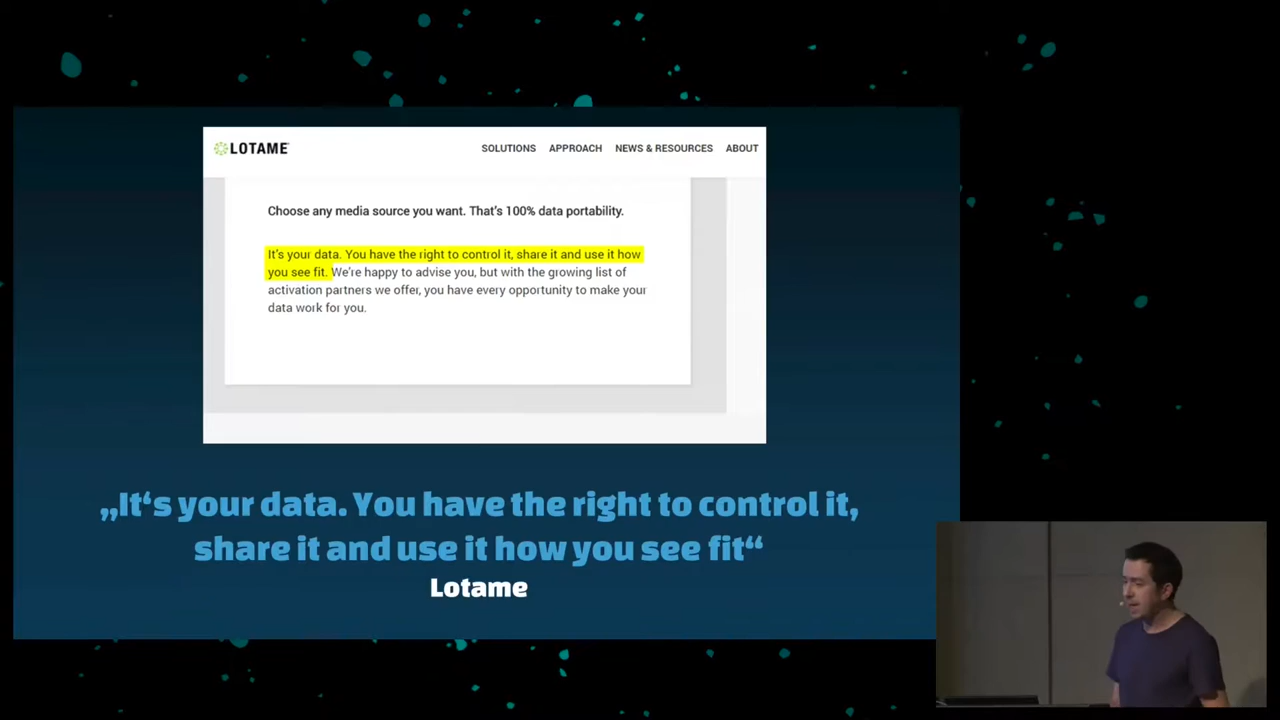 LOTAME
SOLUTIONS APPROACH NEWS & RESOURCES ABOUT
Choose any media source you want. That's 100% data portability.
It's your data. You have the right to control it, share it and use it how
you see fit. We're happy to advise you, but with the growing list of
activation partners we offer, you have every opportunity to make your
data work for you.
„It‘s your data. You have the right to control it,
share it and use it how you see fit“
Lotame